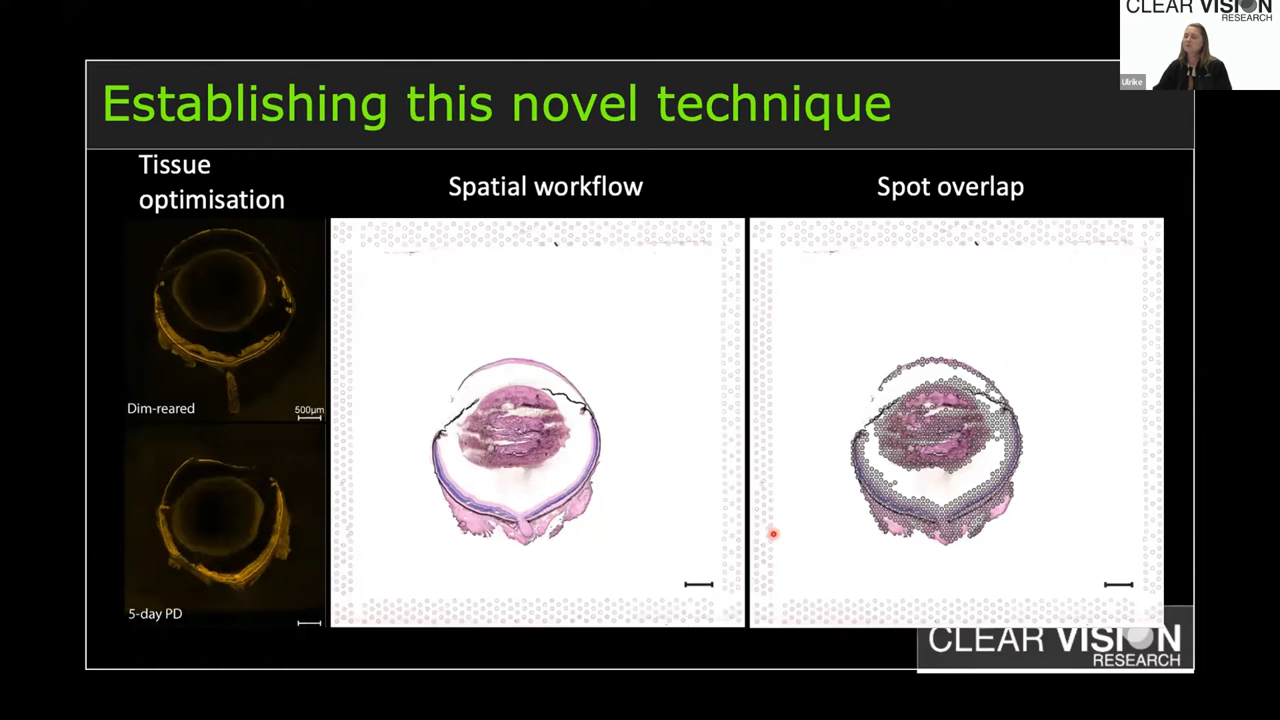 CLEAR VISION
RESEARCH
Ulrike
Establishing this novel technique
Tissue
optimisation
Spatial workflow
Spot overlap
Dim-reared
500µm
5-day PD
CLEAR VISION
RESEARCH